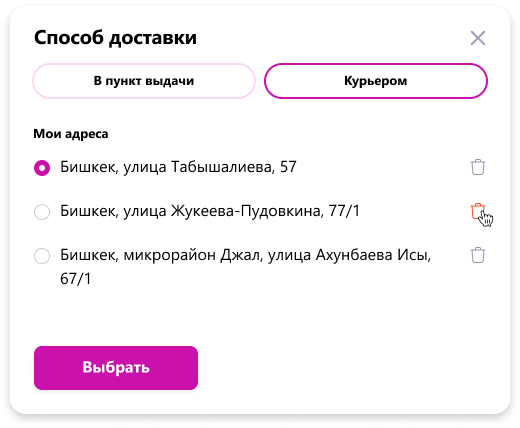 Способ доставки
В пункт выдачи
Курьером
Мои адреса
Бишкек, улица Табышалиева, 57
Бишкек, улица Жукеева-Пудовкина, 77/1
Бишкек, микрорайон Джал, улица Ахунбаева Исы,
67/1
Выбрать